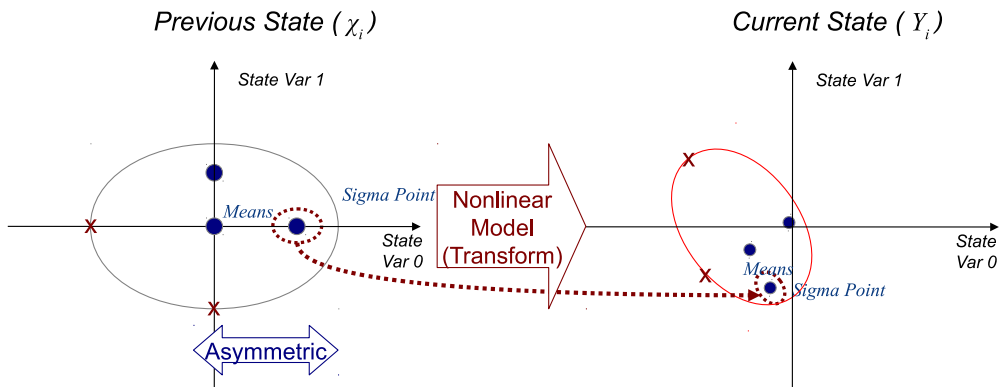 Previous State ( χi )
Current State ( Yi )
State Var 1
State Var 1
X
Means
Sigma Point
State
Var 0
X
Nonlinear
Model
(Transform)
X
X
Means
Sigma Point
State
Var 0
Asymmetric